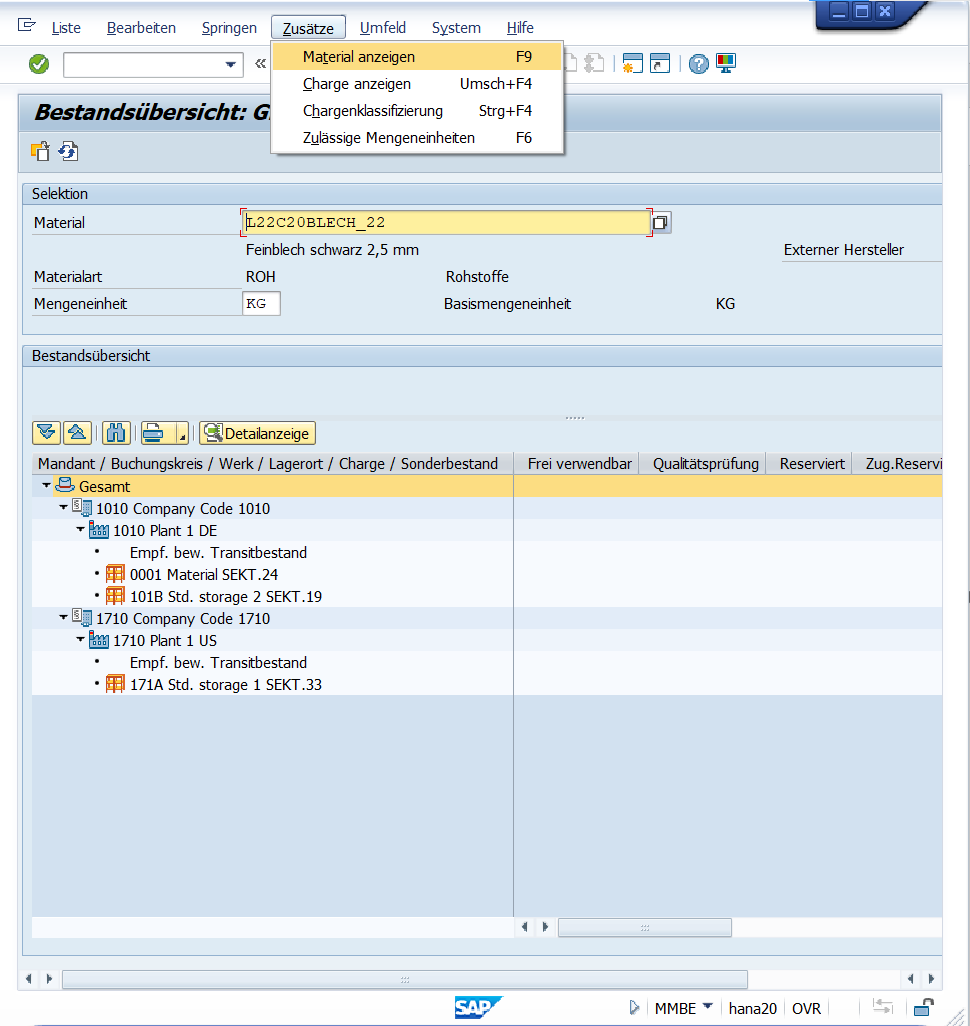 Liste Bearbeiten Springen Zusätze Umfeld System Hilfe
Material anzeigen F9
Charge anzeigen Umsch+F4
Chargenklassifizierung Strg+F4
Zulässige Mengeneinheiten F6
Bestandsübersicht:
Selektion
Material L22C20BLECH_22
Feinblech schwarz 2,5 mm Externer Hersteller
Materialart ROH Rohstoffe
Mengeneinheit KG Basismengeneinheit KG
Bestandsübersicht
Detailanzeige
Mandant / Buchungskreis / Werk / Lagerort / Charge / Sonderbestand Frei verwendbar Qualitätsprüfung Reserviert Zug.Reservi
Gesamt
1010 Company Code 1010
1010 Plant 1 DE
Empf. bew. Transitbestand
0001 Material SEKT.24
101B Std. storage 2 SEKT.19
1710 Company Code 1710
1710 Plant 1 US
Empf. bew. Transitbestand
171A Std. storage 1 SEKT.33
SAP MMBE hana20 OVR